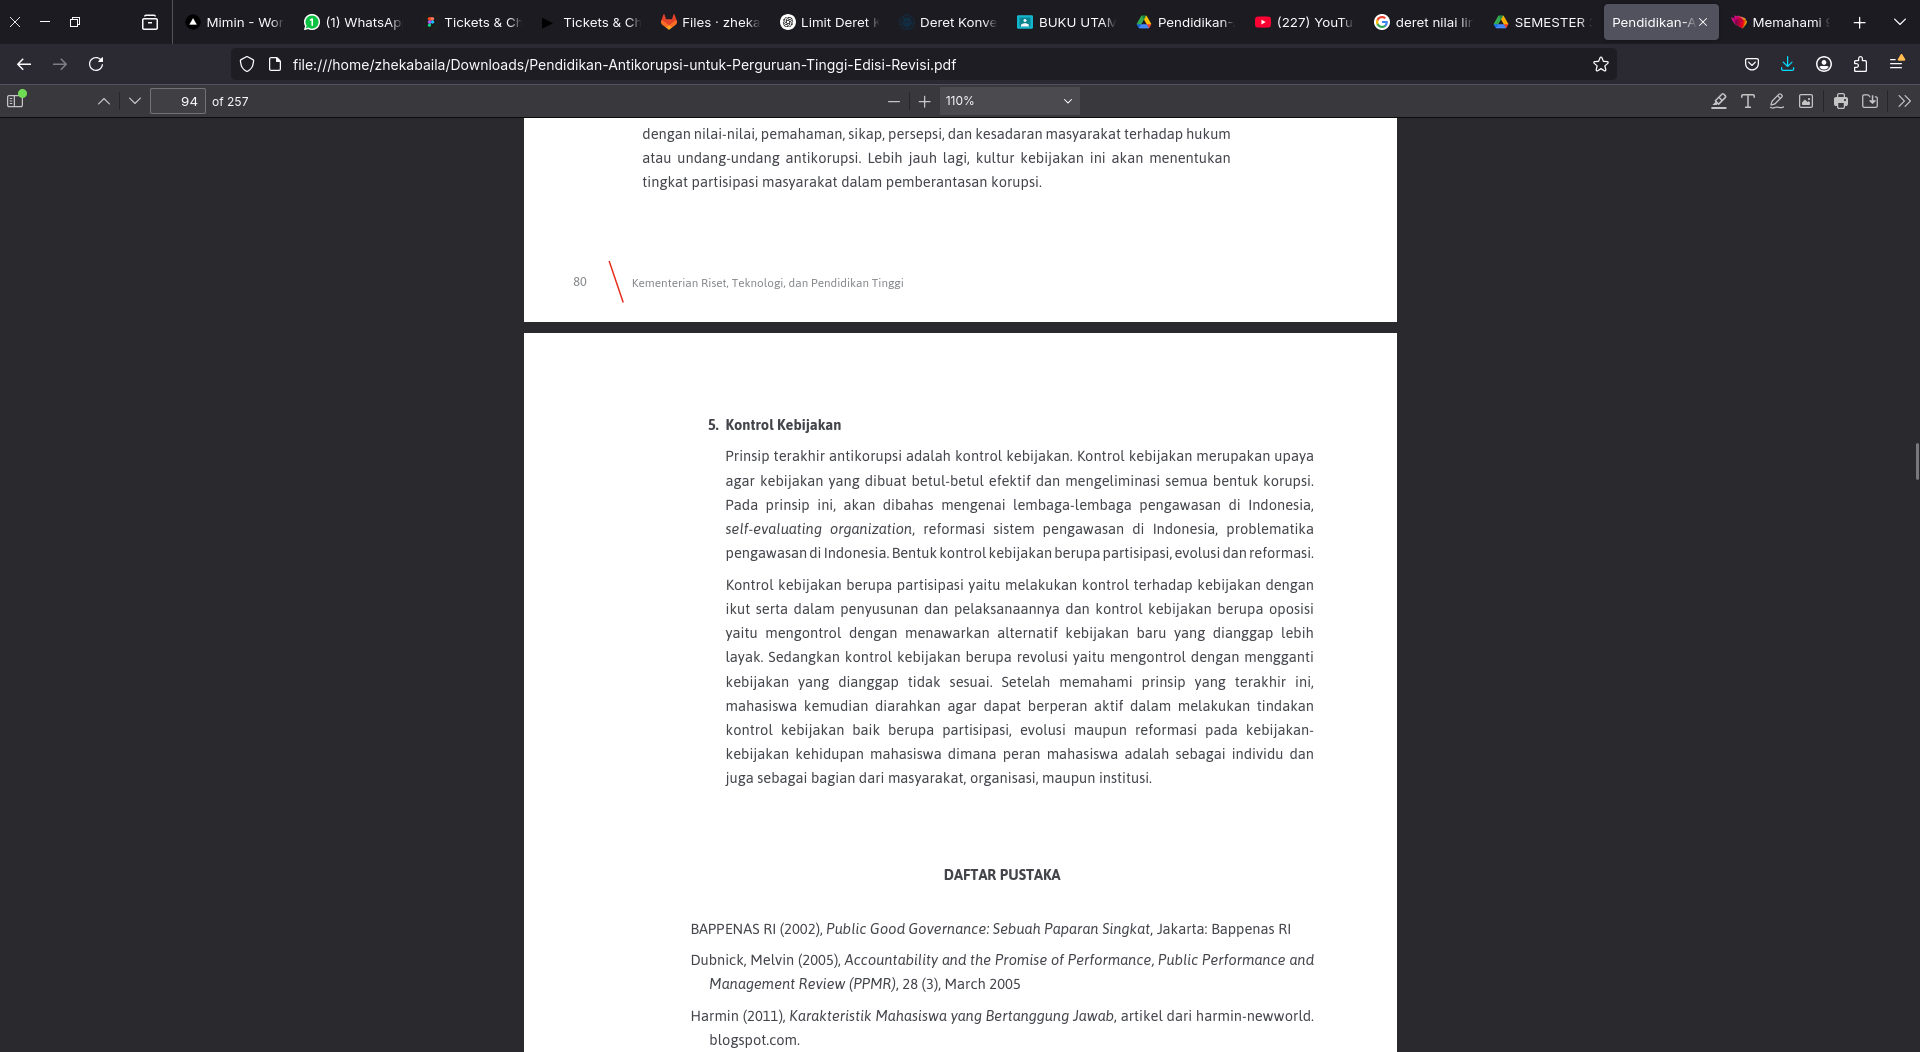 Mimin - Wor
(1) WhatsAp
Tickets & Ch
Tickets & Ch
Files · zheka
Limit Deret K
Deret Konve
BUKU UTAM
Pendidikan-
(227) YouTu
deret nilai lir
SEMESTER
Pendidikan-A
Memahami 9
file:///home/zhekabaila/Downloads/Pendidikan-Antikorupsi-untuk-Perguruan-Tinggi-Edisi-Revisi.pdf
94 of 257
110%
dengan nilai-nilai, pemahaman, sikap, persepsi, dan kesadaran masyarakat terhadap hukum
atau undang-undang antikorupsi. Lebih jauh lagi, kultur kebijakan ini akan menentukan
tingkat partisipasi masyarakat dalam pemberantasan korupsi.
80 Kementerian Riset, Teknologi, dan Pendidikan Tinggi
5. Kontrol Kebijakan
Prinsip terakhir antikorupsi adalah kontrol kebijakan. Kontrol kebijakan merupakan upaya
agar kebijakan yang dibuat betul-betul efektif dan mengeliminasi semua bentuk korupsi.
Pada prinsip ini, akan dibahas mengenai lembaga-lembaga pengawasan di Indonesia,
self-evaluating organization, reformasi sistem pengawasan di Indonesia, problematika
pengawasan di Indonesia. Bentuk kontrol kebijakan berupa partisipasi, evolusi dan reformasi.
Kontrol kebijakan berupa partisipasi yaitu melakukan kontrol terhadap kebijakan dengan
ikut serta dalam penyusunan dan pelaksanaannya dan kontrol kebijakan berupa oposisi
yaitu mengontrol dengan menawarkan alternatif kebijakan baru yang dianggap lebih
layak. Sedangkan kontrol kebijakan berupa revolusi yaitu mengontrol dengan mengganti
kebijakan yang dianggap tidak sesuai. Setelah memahami prinsip yang terakhir ini,
mahasiswa kemudian diarahkan agar dapat berperan aktif dalam melakukan tindakan
kontrol kebijakan baik berupa partisipasi, evolusi maupun reformasi pada kebijakan-
kebijakan kehidupan mahasiswa dimana peran mahasiswa adalah sebagai individu dan
juga sebagai bagian dari masyarakat, organisasi, maupun institusi.
DAFTAR PUSTAKA
BAPPENAS RI (2002), Public Good Governance: Sebuah Paparan Singkat, Jakarta: Bappenas RI
Dubnick, Melvin (2005), Accountability and the Promise of Performance, Public Performance and
Management Review (PPMR), 28 (3), March 2005
Harmin (2011), Karakteristik Mahasiswa yang Bertanggung Jawab, artikel dari harmin-newworld.
blogspot.com.